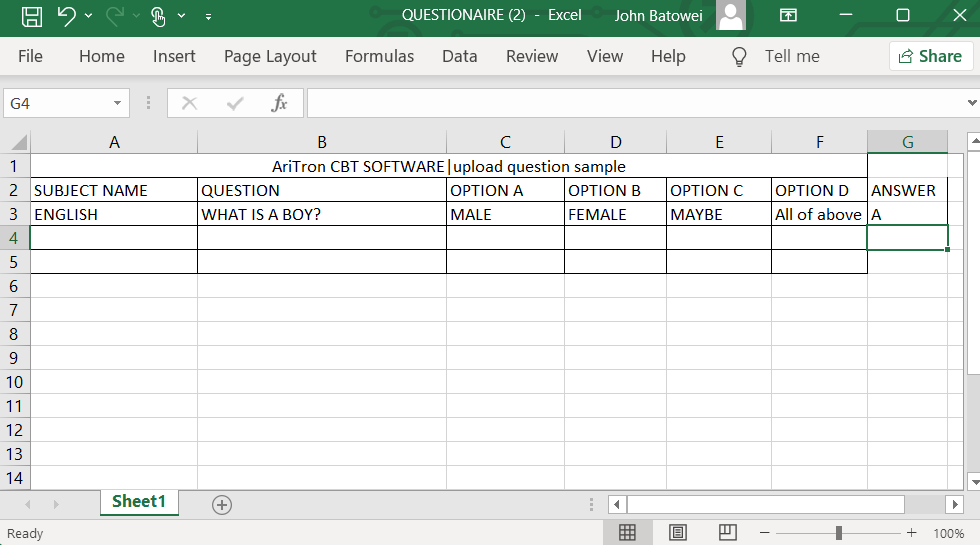 QUESTIONAIRE (2) - Excel John Batowei
File Home Insert Page Layout Formulas Data Review View Help Tell me Share
G4 fx
A B C D E F G
1 AriTron CBT SOFTWARE|upload question sample
2 SUBJECT NAME QUESTION OPTION A OPTION B OPTION C OPTION D ANSWER
3 ENGLISH WHAT IS A BOY? MALE FEMALE MAYBE All of above A
4
5
6
7
8
9
10
11
12
13
14
Sheet1
Ready 100%